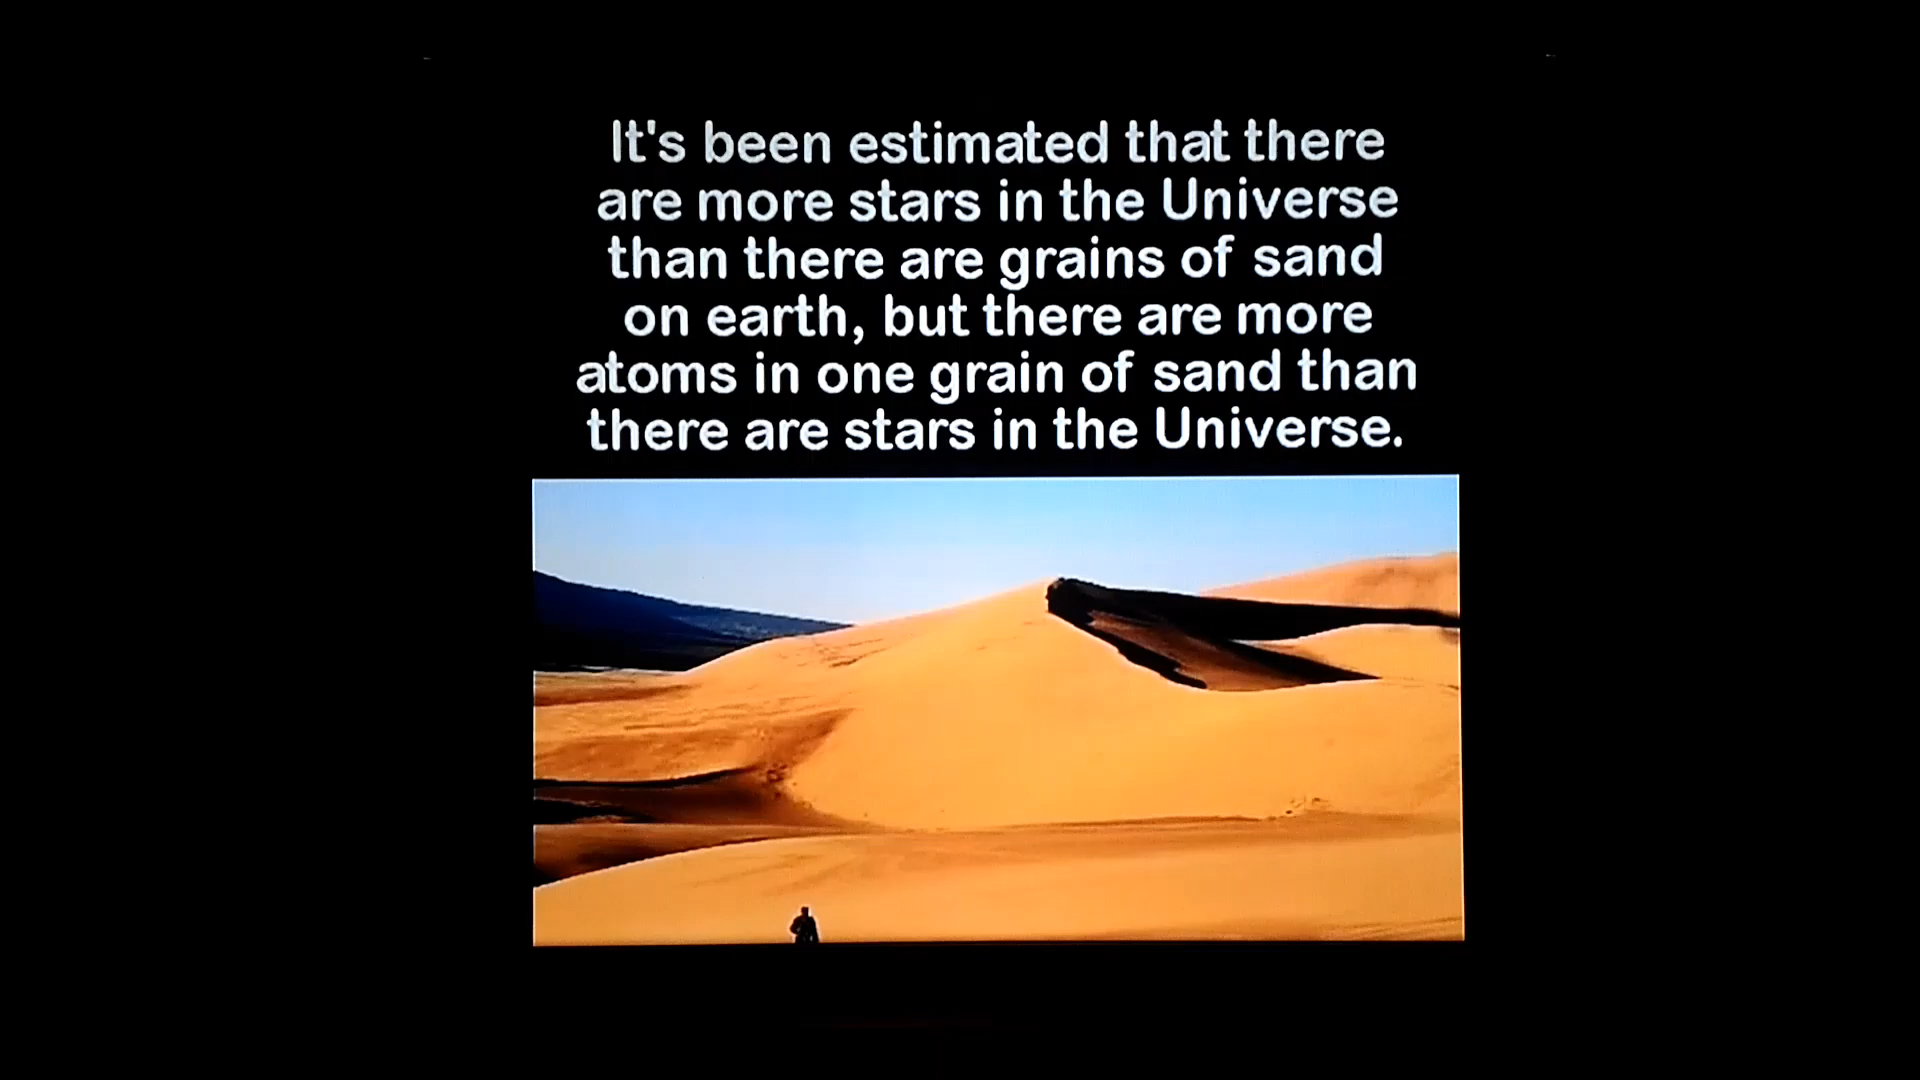 It's been estimated that there
are more stars in the Universe
than there are grains of sand
on earth, but there are more
atoms in one grain of sand than
there are stars in the Universe.